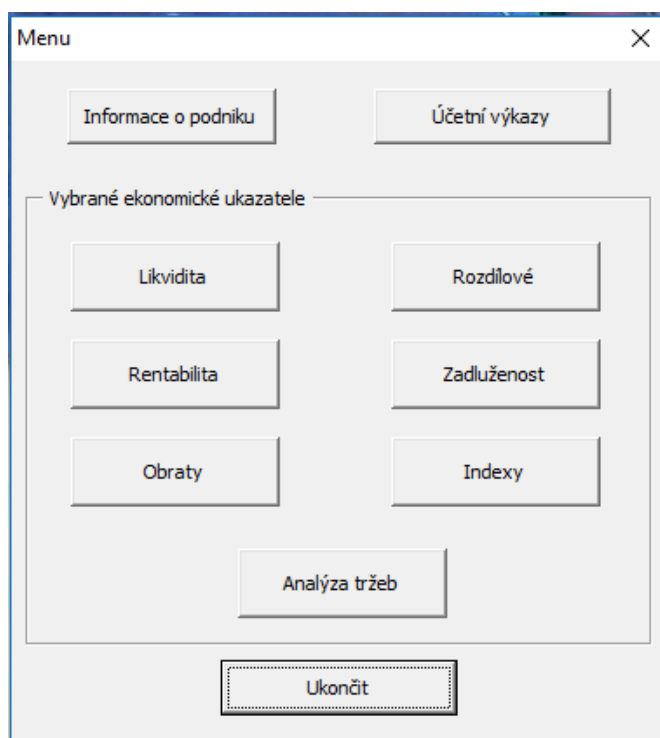 Menu
Informace o podniku
Účetní výkazy
Vybrané ekonomické ukazatele
Likvidita
Rozdílové
Rentabilita
Zadluženost
Obraty
Indexy
Analýza tržeb
Ukončit